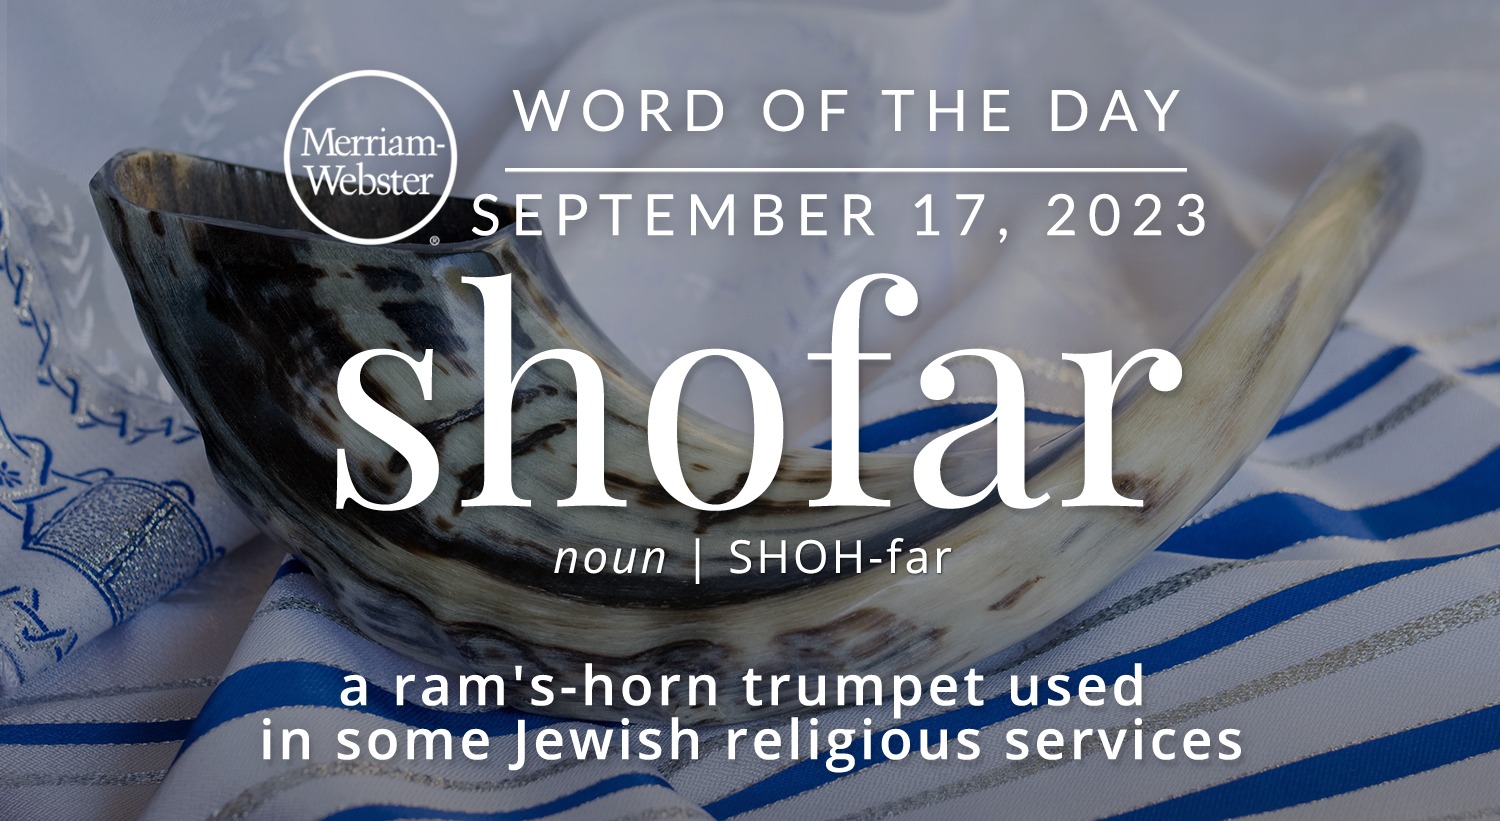 Merriam-
Webster
®
WORD OF THE DAY
SEPTEMBER 17, 2023
shofar
noun | SHOH-far
a ram's-horn trumpet used
in some Jewish religious services